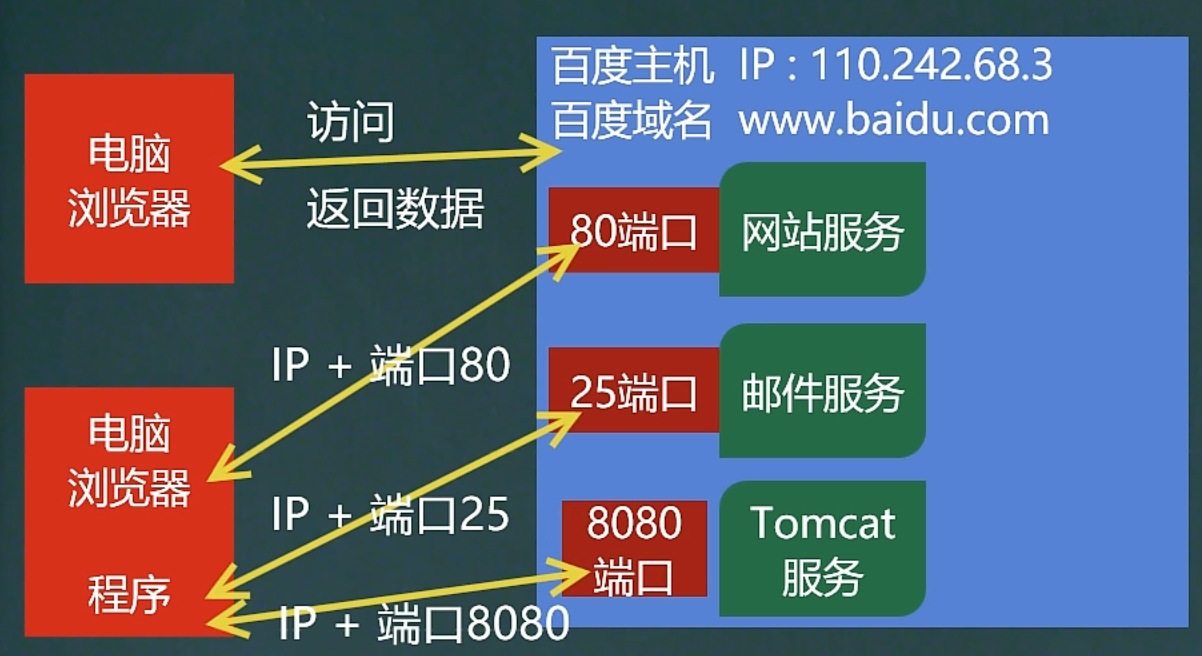 百度主机 IP : 110.242.68.3
百度域名 www.baidu.com
电脑
浏览器
访问
返回数据
80端口
网站服务
IP + 端口80
25端口
邮件服务
电脑
浏览器
程序
IP + 端口25
8080
端口
Tomcat
服务
IP + 端口8080